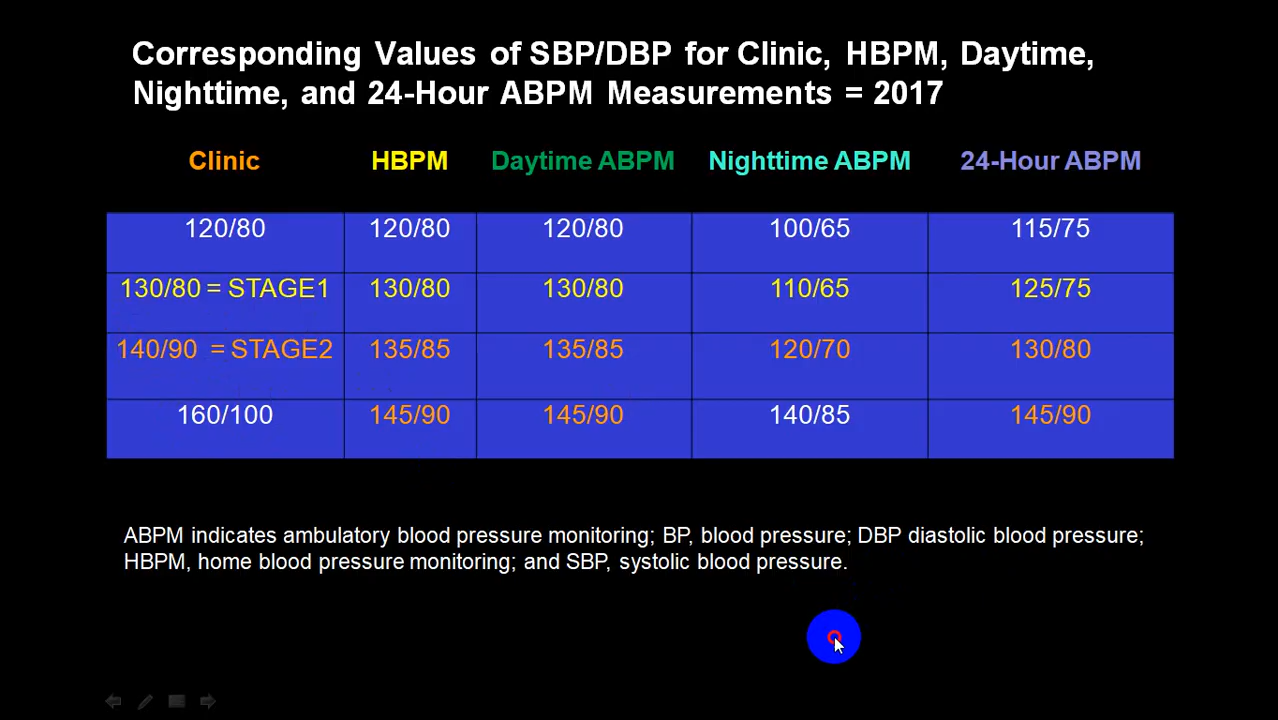 Corresponding Values of SBP/DBP for Clinic, HBPM, Daytime,
Nighttime, and 24-Hour ABPM Measurements = 2017
Clinic HBPM Daytime ABPM Nighttime ABPM 24-Hour ABPM
120/80 120/80 120/80 100/65 115/75
130/80 = STAGE1 130/80 130/80 110/65 125/75
140/90 = STAGE2 135/85 135/85 120/70 130/80
160/100 145/90 145/90 140/85 145/90
ABPM indicates ambulatory blood pressure monitoring; BP, blood pressure; DBP diastolic blood pressure;
HBPM, home blood pressure monitoring; and SBP, systolic blood pressure.